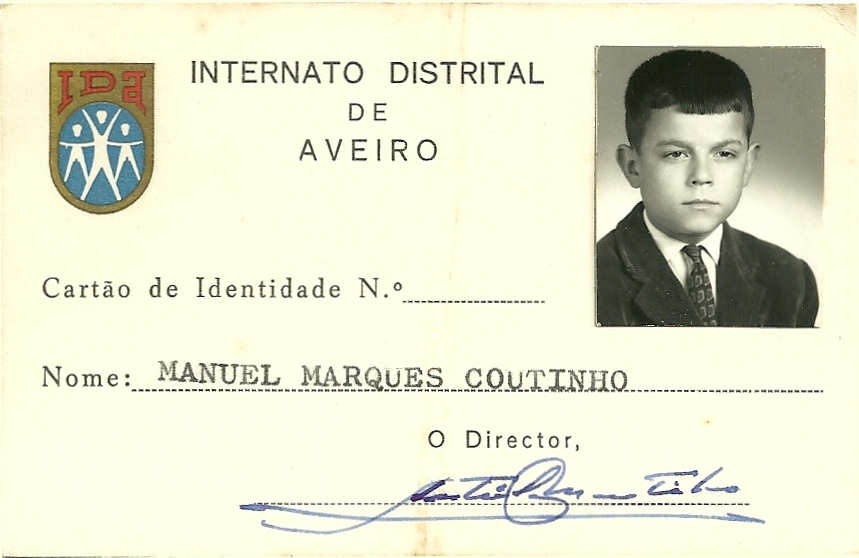 IDA
INTERNATO DISTRITAL
DE
AVEIRO
Cartão de Identidade N.º
Nome: MANUEL MARQUES COUTINHO
O Director,